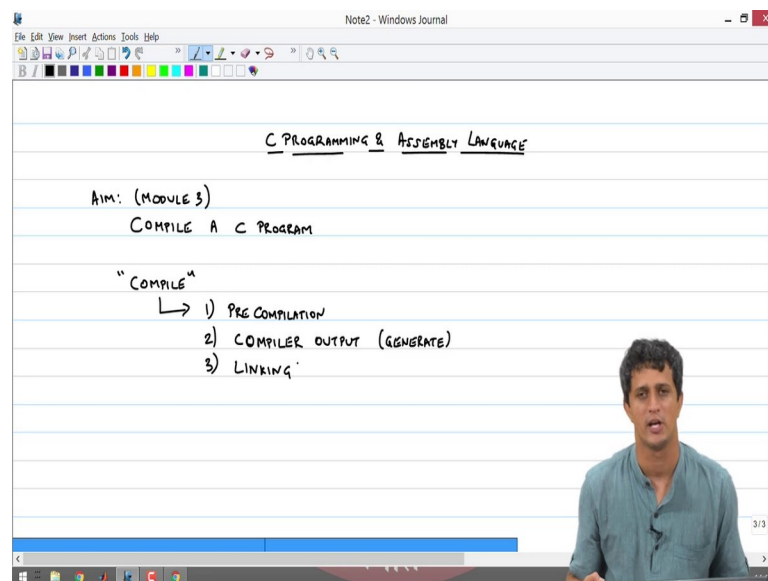 Note2 - Windows Journal
File Edit View Insert Actions Tools Help
B I
C PROGRAMMING & ASSEMBLY LANGUAGE
AIM: (MODULE 3)
COMPILE A C PROGRAM
"COMPILE"
1) PRE COMPILATION
2) COMPILER OUTPUT (GENERATE)
3) LINKING
3/3